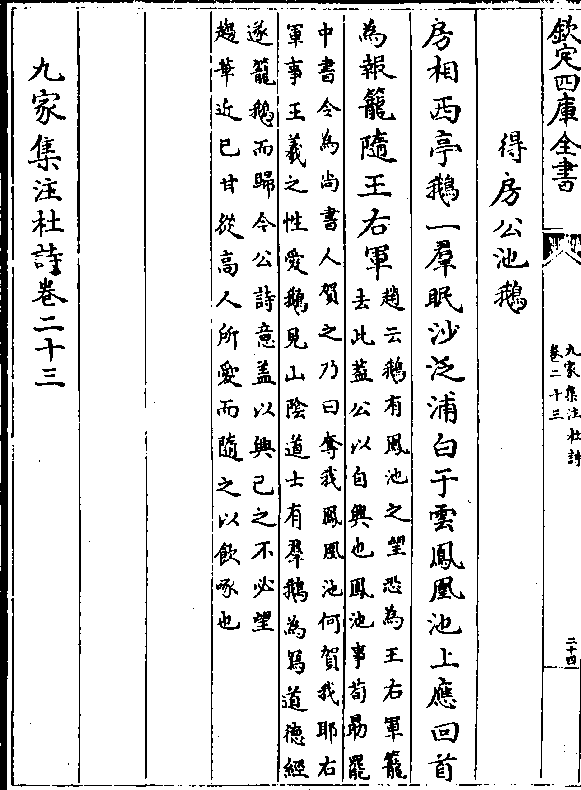 欽定四庫全書
九家集注杜詩
卷二十三
二十四
得房公池鵝
房相西亭鵝一羣眠沙泛浦白于雲鳳凰池上應回首
為報籠隨王右軍
趙云鵝有鳳池之望恐為王右軍籠
去此蓋公以自興也鳳池事荀勗罷
中書令為尚書人賀之乃曰奪我鳳凰池何賀我耶右
軍事王羲之性愛鵝見山陰道士有羣鵝為寫道德經
遂籠鵝而歸今公詩意盖以興己之不必望
趨華近已甘從高人所愛而隨之以飲啄也
九家集注杜詩卷二十三